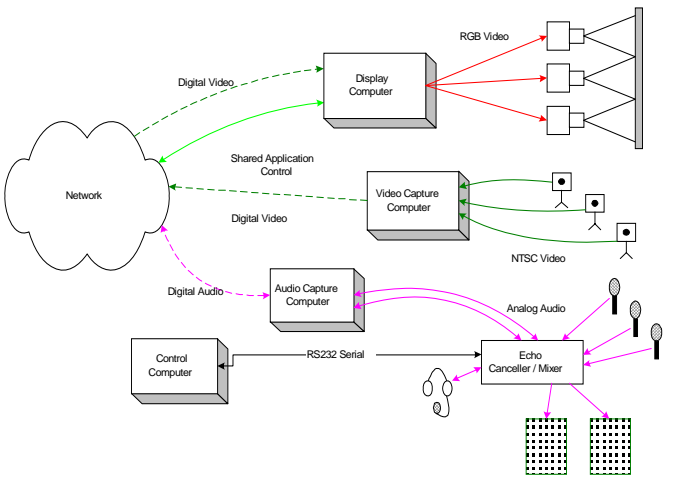 RGB Video
Digital Video
Display
Computer
Shared Application
Control
Network
Video Capture
Computer
Digital Video
NTSC Video
Digital Audio
Audio Capture
Computer
Analog Audio
RS232 Serial
Control
Computer
Echo
Canceller / Mixer